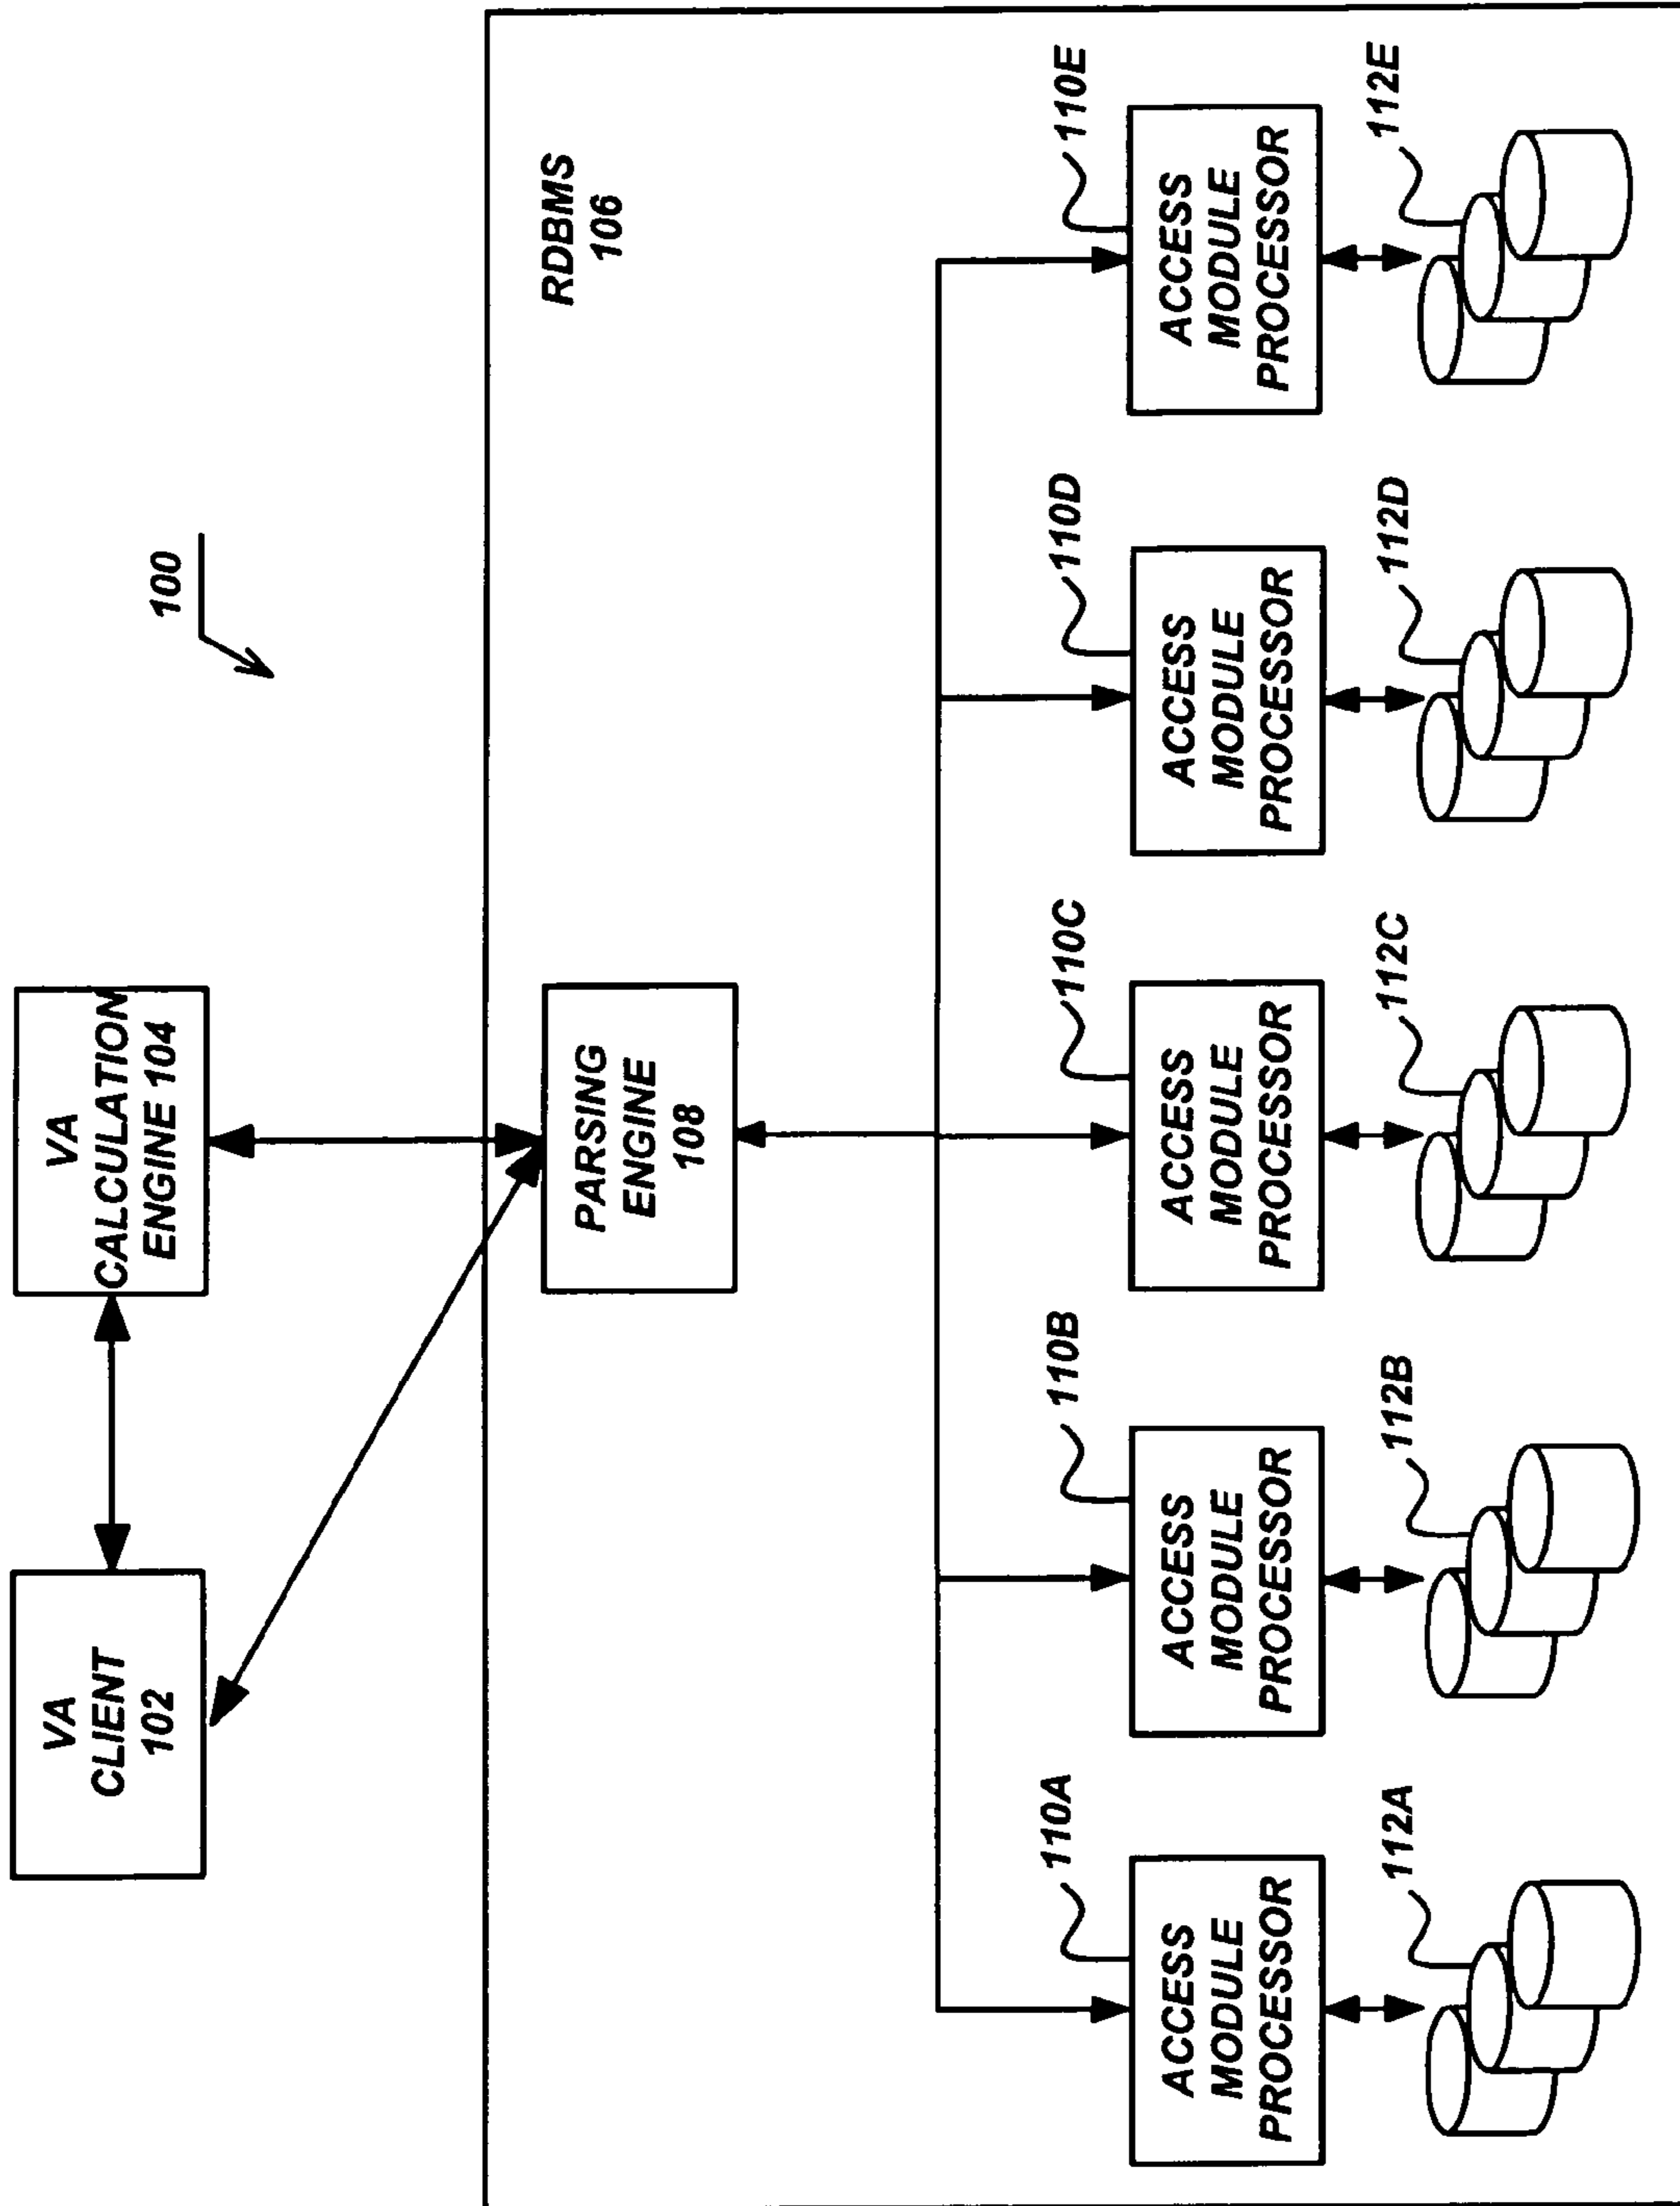 100
VA
CLIENT
102
VA
CALCULATION
ENGINE 104
RDBMS
106
PARSING
ENGINE
108
110A
110B
110C
110D
110E
ACCESS
MODULE
PROCESSOR
ACCESS
MODULE
PROCESSOR
ACCESS
MODULE
PROCESSOR
ACCESS
MODULE
PROCESSOR
ACCESS
MODULE
PROCESSOR
112A
112B
112C
112D
112E